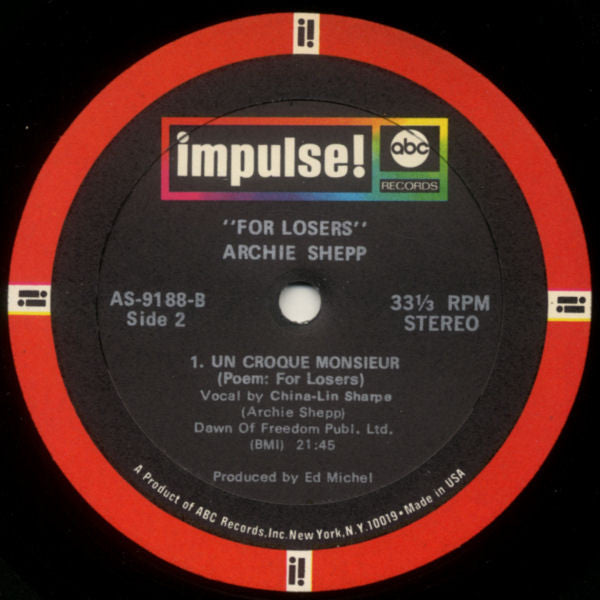 i!
impulse!
abc
RECORDS
"FOR LOSERS"
ARCHIE SHEPP
AS-9188-B
Side 2
33⅓ RPM
STEREO
1. UN CROQUE MONSIEUR
(Poem: For Losers)
Vocal by China-Lin Sharpe
(Archie Shepp)
Dawn Of Freedom Publ. Ltd.
(BMI) 21:45
Produced by Ed Michel
i!
i!
A Product of ABC Records, Inc. New York, N.Y. 10019 • Made in USA
i!